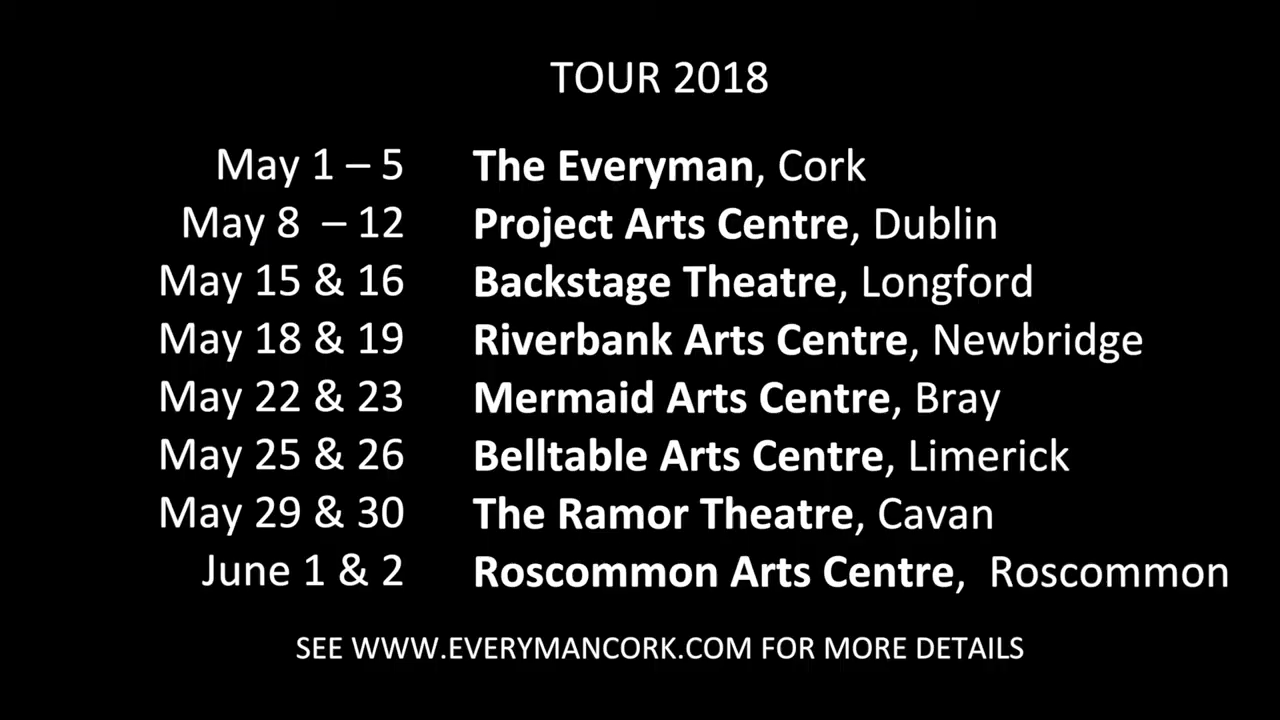 TOUR 2018
May 1 – 5 The Everyman, Cork
May 8 – 12 Project Arts Centre, Dublin
May 15 & 16 Backstage Theatre, Longford
May 18 & 19 Riverbank Arts Centre, Newbridge
May 22 & 23 Mermaid Arts Centre, Bray
May 25 & 26 Belltable Arts Centre, Limerick
May 29 & 30 The Ramor Theatre, Cavan
June 1 & 2 Roscommon Arts Centre, Roscommon
SEE WWW.EVERYMANCORK.COM FOR MORE DETAILS